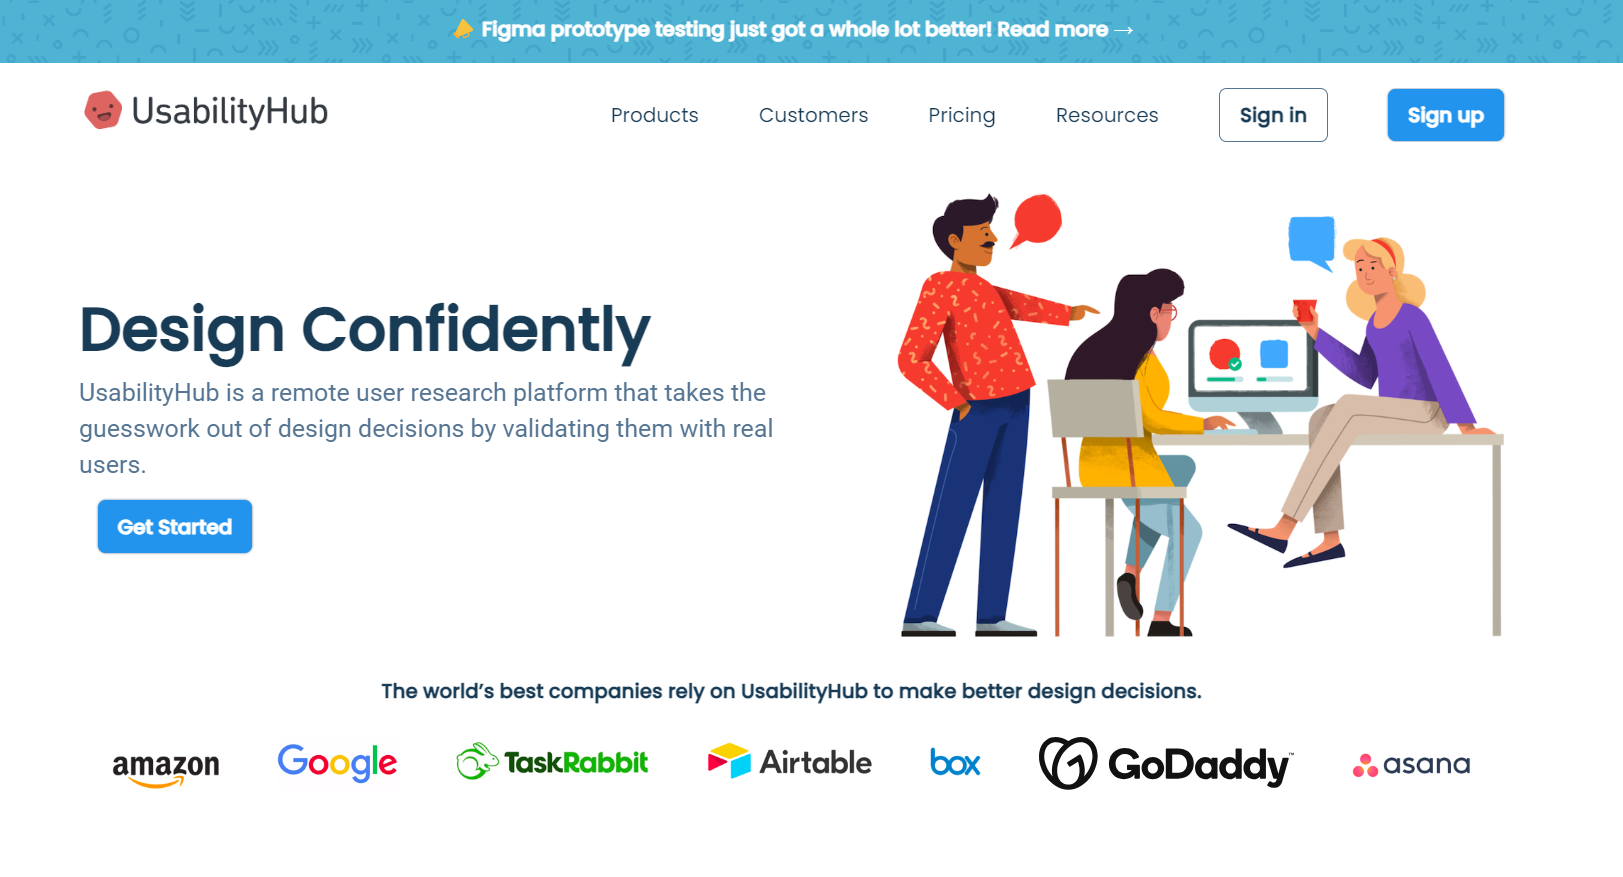 Figma prototype testing just got a whole lot better! Read more →
UsabilityHub
Products
Customers
Pricing
Resources
Sign in
Sign up
Design Confidently
UsabilityHub is a remote user research platform that takes the
guesswork out of design decisions by validating them with real
users.
Get Started
The world’s best companies rely on UsabilityHub to make better design decisions.
amazon
Google
TaskRabbit
Airtable
box
GoDaddy™
asana